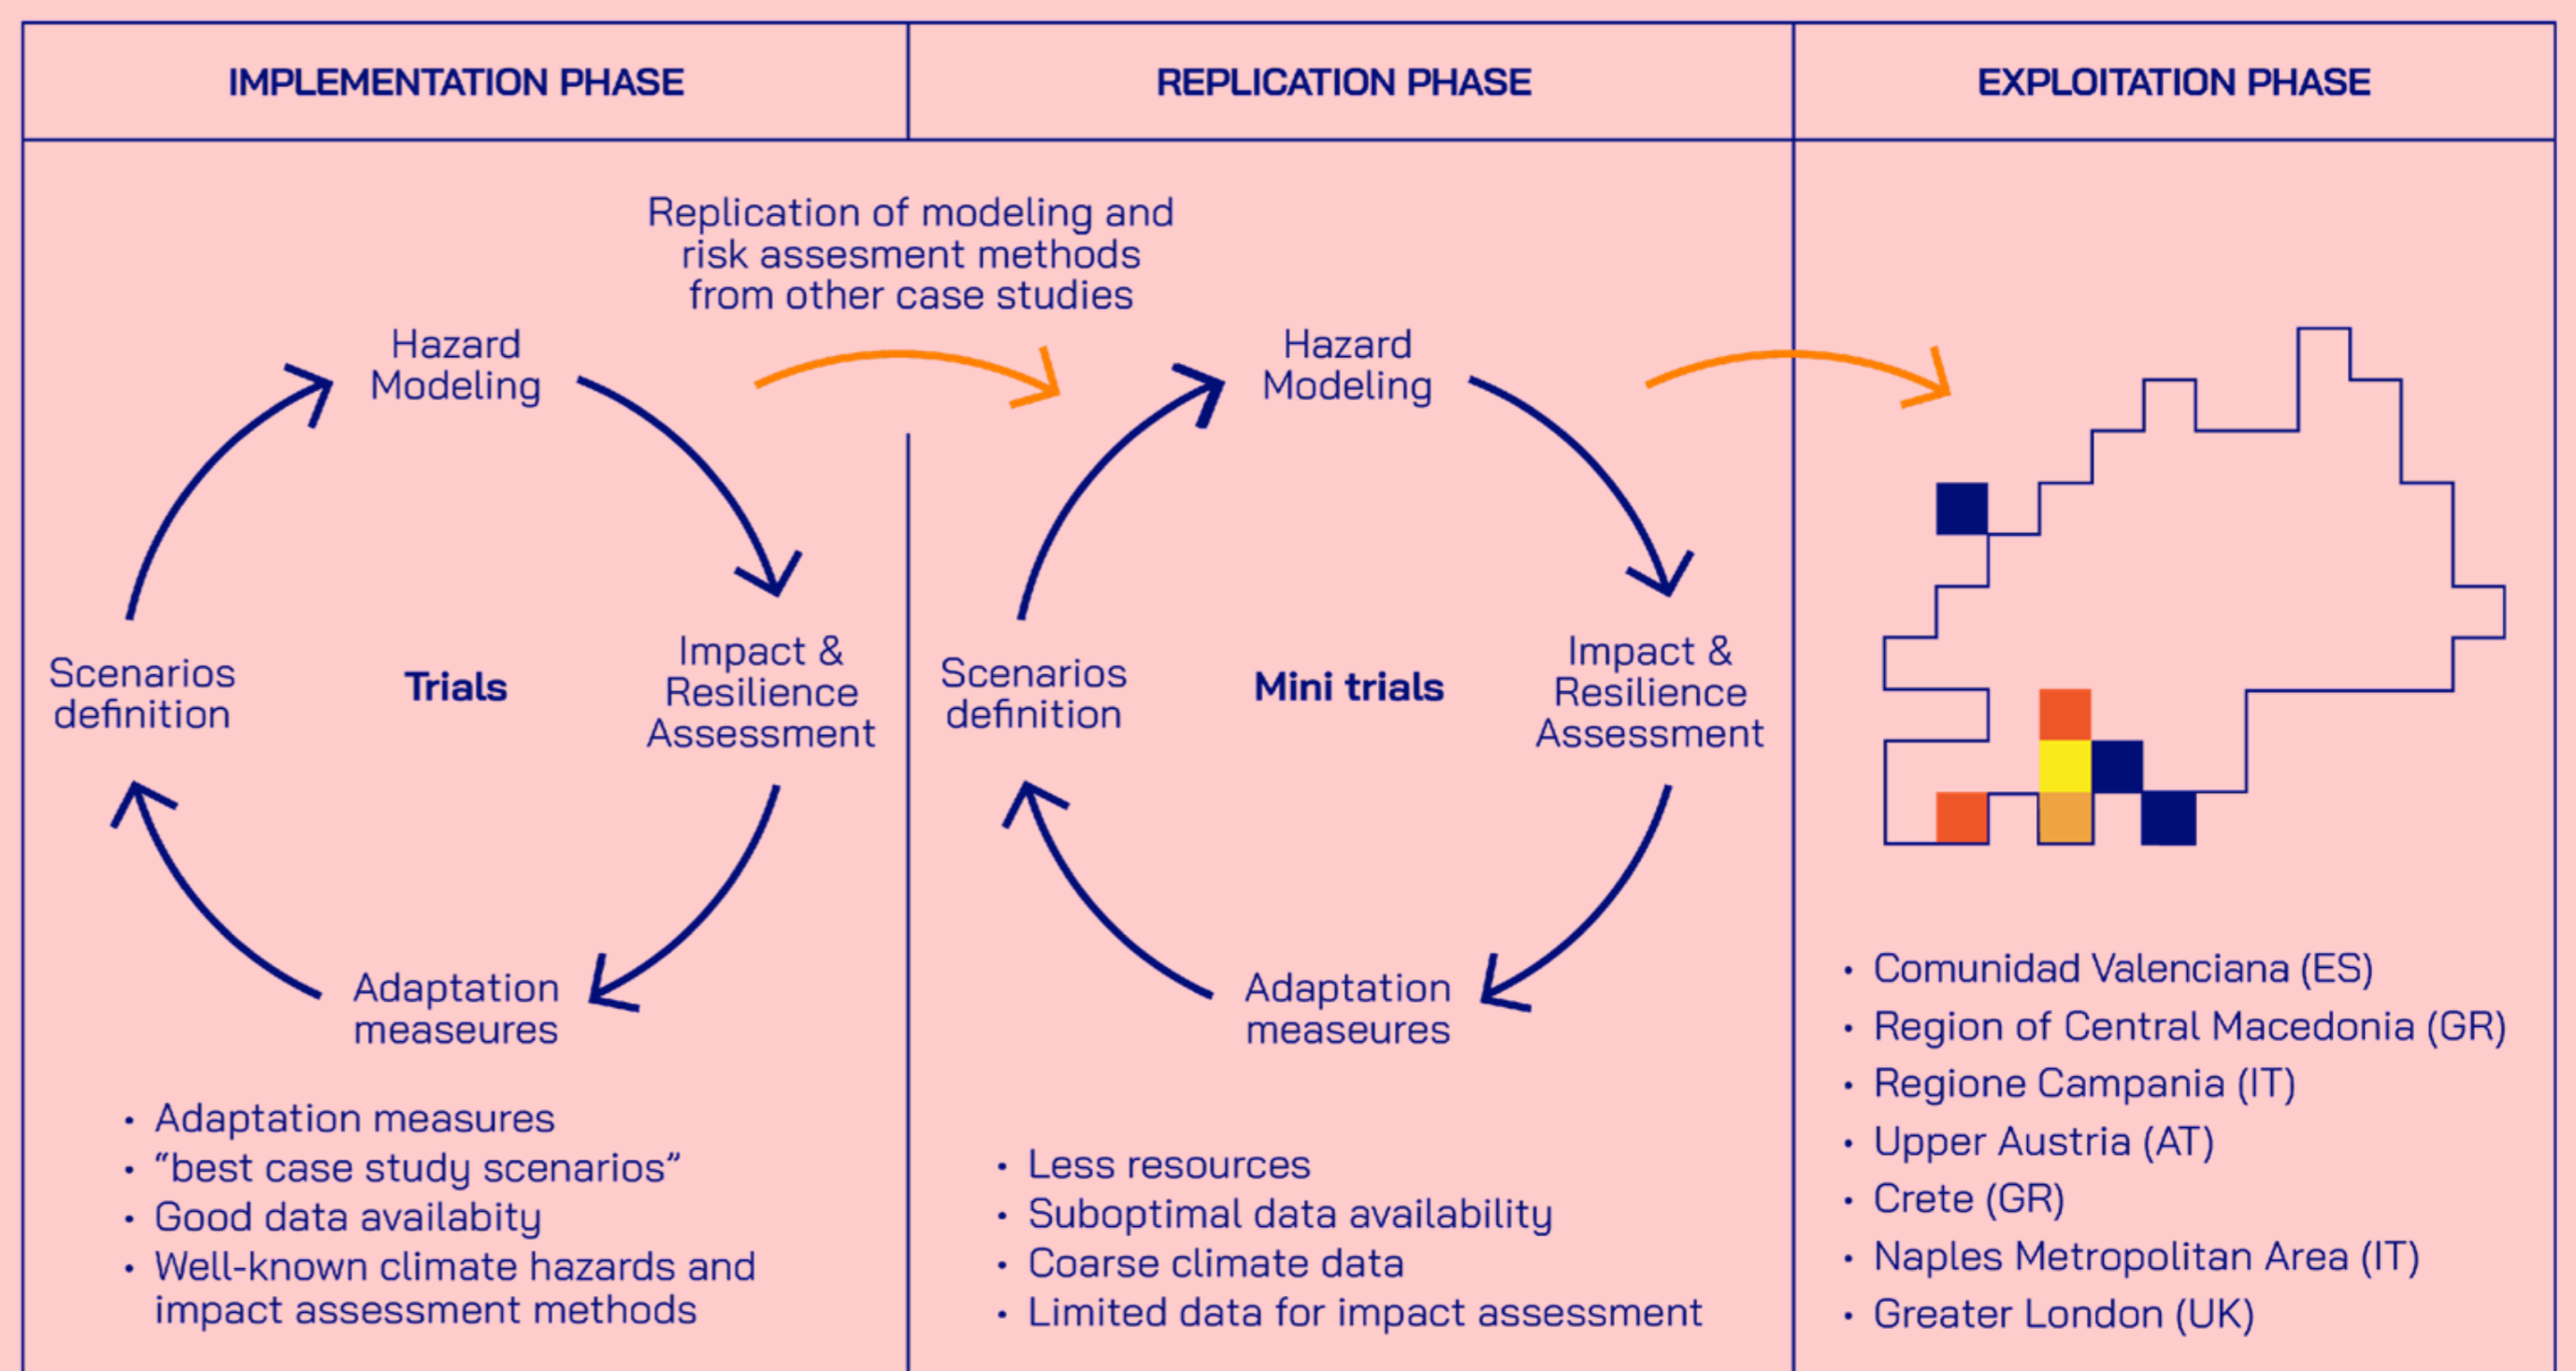 IMPLEMENTATION PHASE
REPLICATION PHASE
EXPLOITATION PHASE
Replication of modeling and
risk assesment methods
from other case studies
Hazard
Modeling
Impact &
Resilience
Assessment
Adaptation
measeures
Scenarios
definition
Trials
• Adaptation measures
• “best case study scenarios”
• Good data availabity
• Well-known climate hazards and
impact assessment methods
Hazard
Modeling
Impact &
Resilience
Assessment
Adaptation
measeures
Scenarios
definition
Mini trials
• Less resources
• Suboptimal data availability
• Coarse climate data
• Limited data for impact assessment
• Comunidad Valenciana (ES)
• Region of Central Macedonia (GR)
• Regione Campania (IT)
• Upper Austria (AT)
• Crete (GR)
• Naples Metropolitan Area (IT)
• Greater London (UK)